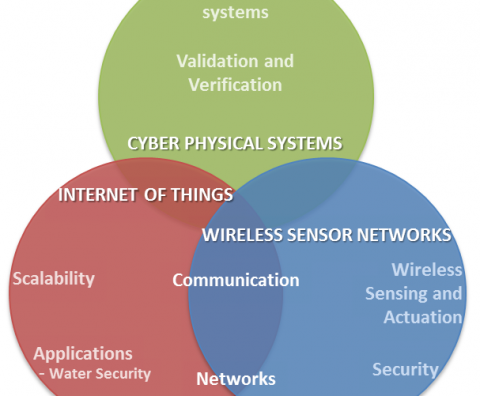 systems
Validation and
Verification
CYBER PHYSICAL SYSTEMS
INTERNET OF THINGS
WIRELESS SENSOR NETWORKS
Scalability
Communication
Wireless
Sensing and
Actuation
Applications
- Water Security
Networks
Security